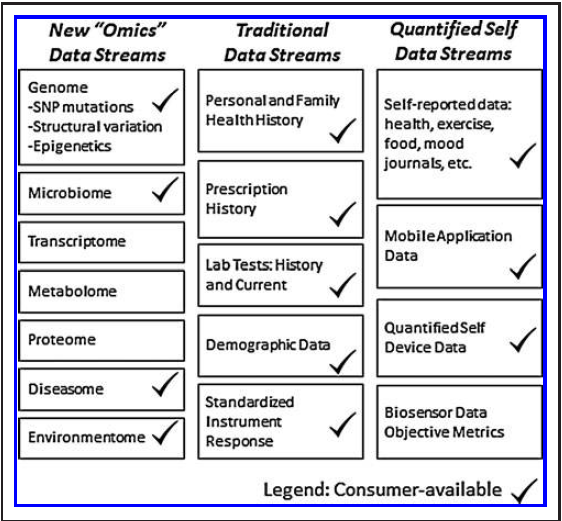 New “Omics”
Data Streams
Genome
-SNP mutations
-Structural variation
-Epigenetics
Microbiome
Transcriptome
Metabolome
Proteome
Diseasome
Environmentome
Traditional
Data Streams
Personal and Family
Health History
Prescription
History
Lab Tests: History
and Current
Demographic Data
Standardized
Instrument
Response
Quantified Self
Data Streams
Self-reported data:
health, exercise,
food, mood
journals, etc.
Mobile Application
Data
Quantified Self
Device Data
Biosensor Data
Objective Metrics
Legend: Consumer-available